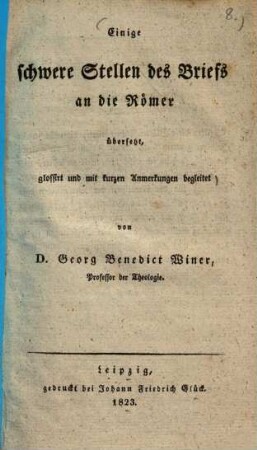 8.)
Einige
schwere Stellen des Briefs
an die Römer
übersetzt,
glossirt und mit kurzen Anmerkungen begleitet
von
D. Georg Benedict Winer,
Professor der Theologie.
Leipzig,
gedruckt bei Johann Friedrich Glück.
1823.